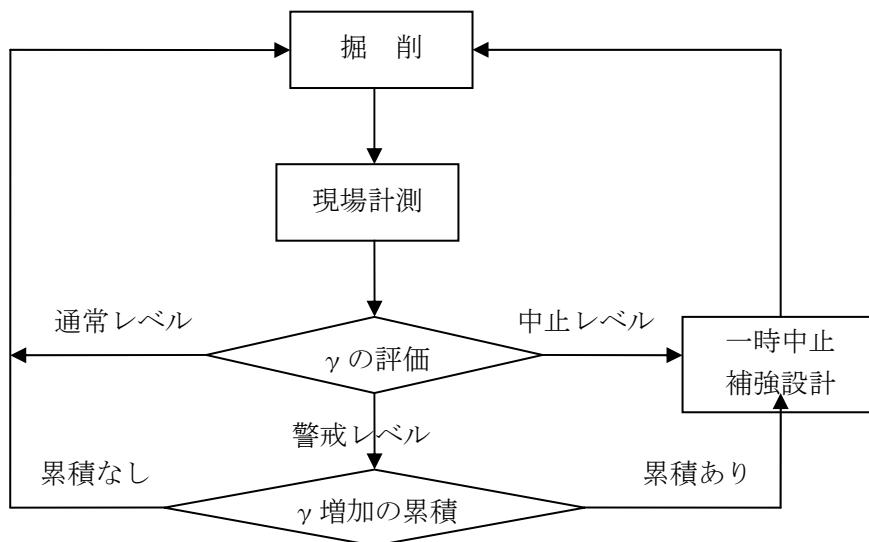 掘　削
現場計測
通常レベル
中止レベル
γの評価
一時中止
補強設計
警戒レベル
累積なし
累積あり
γ増加の累積